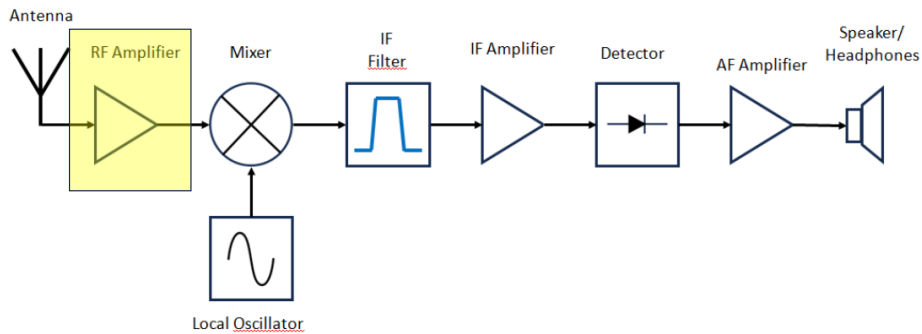 Antenna
RF Amplifier
Mixer
IF
Filter
IF Amplifier
Detector
AF Amplifier
Speaker/
Headphones
Local Oscillator